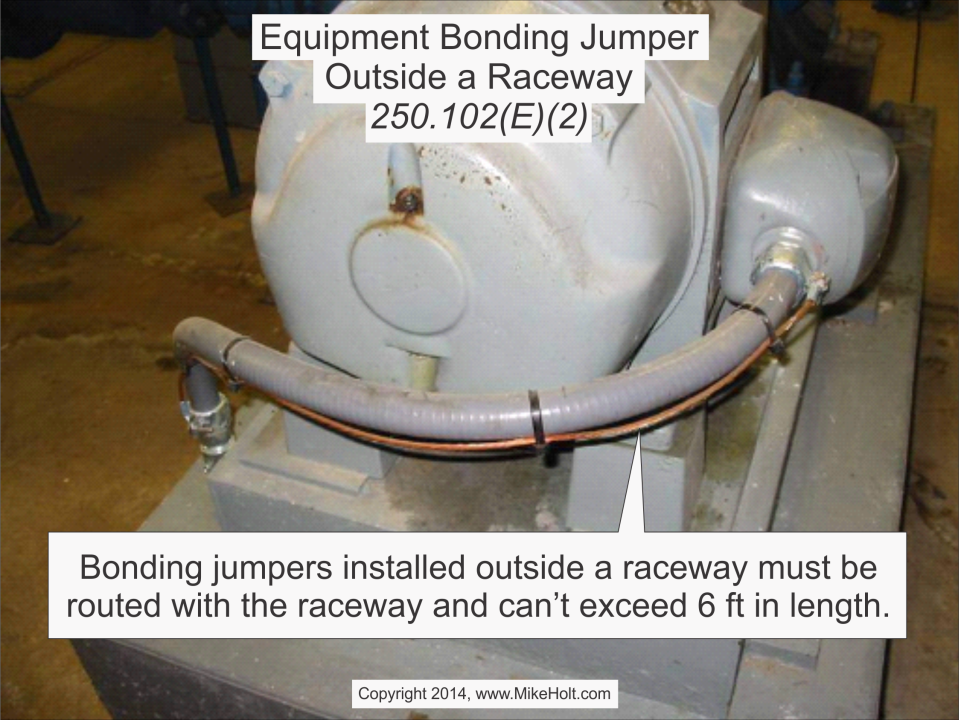 Equipment Bonding Jumper
Outside a Raceway
250.102(E)(2)
Bonding jumpers installed outside a raceway must be
routed with the raceway and can’t exceed 6 ft in length.
Copyright 2014, www.MikeHolt.com